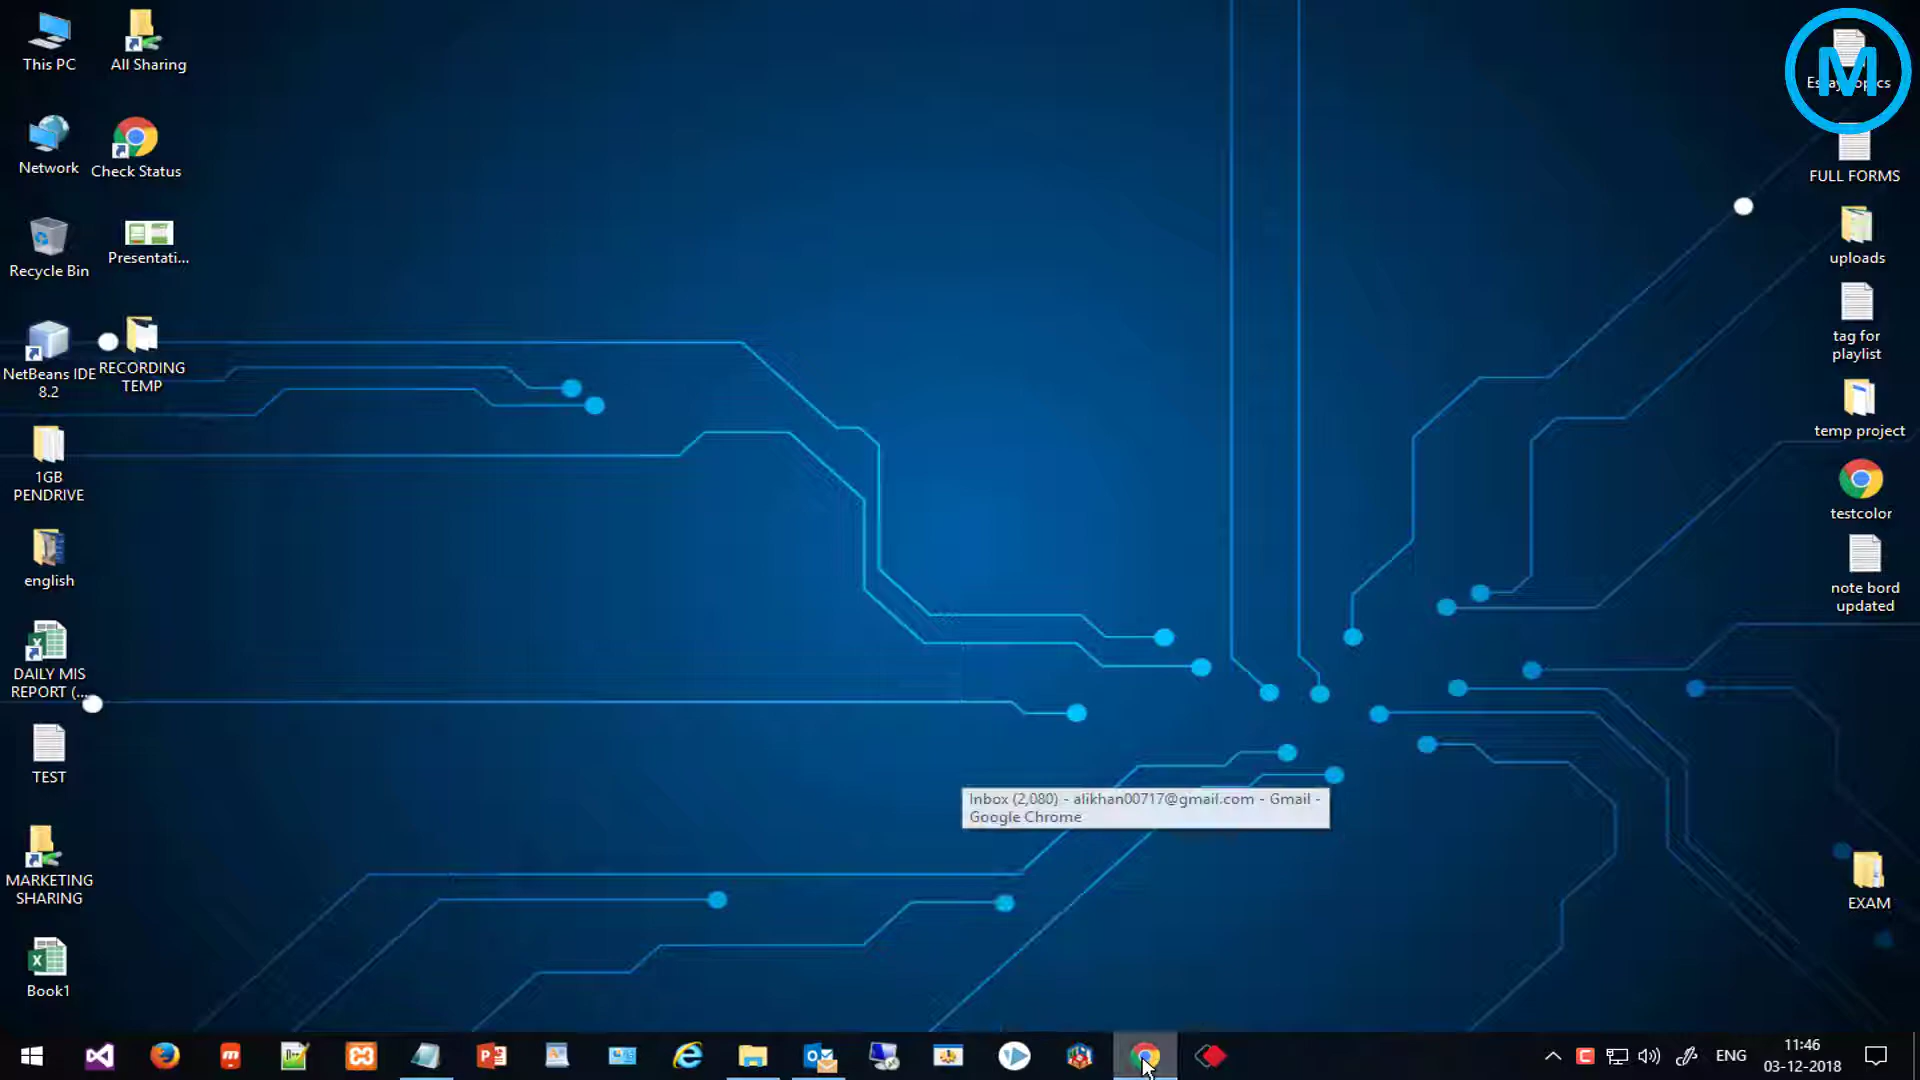 This PC
All Sharing
Network
Check Status
Recycle Bin
Presentati...
NetBeans IDE
8.2
RECORDING
TEMP
1GB
PENDRIVE
english
DAILY MIS
REPORT (...
TEST
MARKETING
SHARING
Book1
M
FULL FORMS
uploads
tag for
playlist
temp project
testcolor
note bord
updated
EXAM
Inbox (2,080) - alikhan00717@gmail.com - Gmail -
Google Chrome
ENG
11:46
03-12-2018